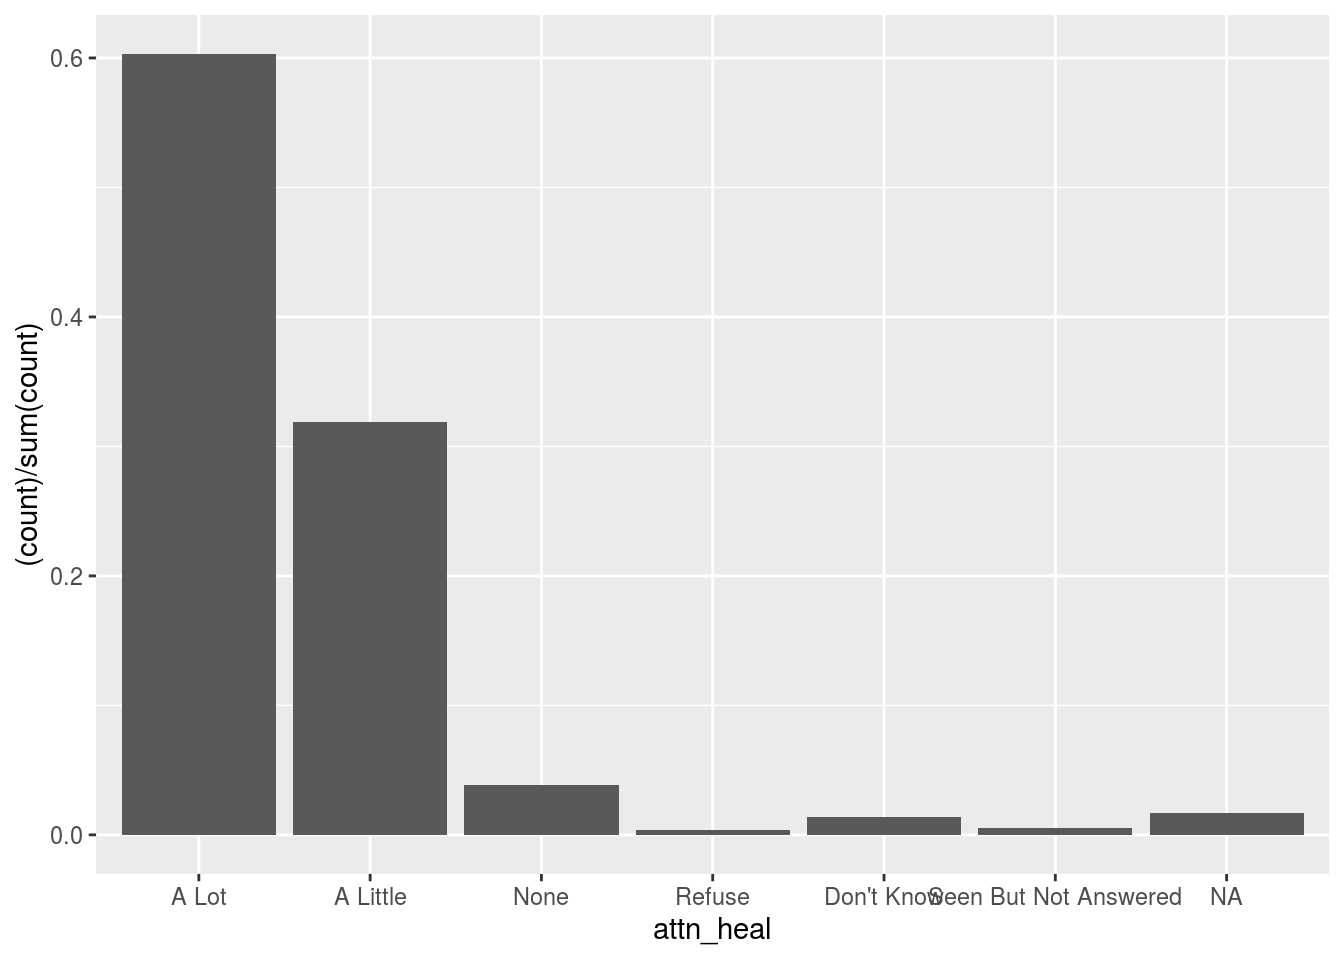 (count)/sum(count)
0.6
0.4
0.2
0.0
A Lot
A Little
None
Refuse
Don't Know
Seen But Not Answered
NA
attn_heal